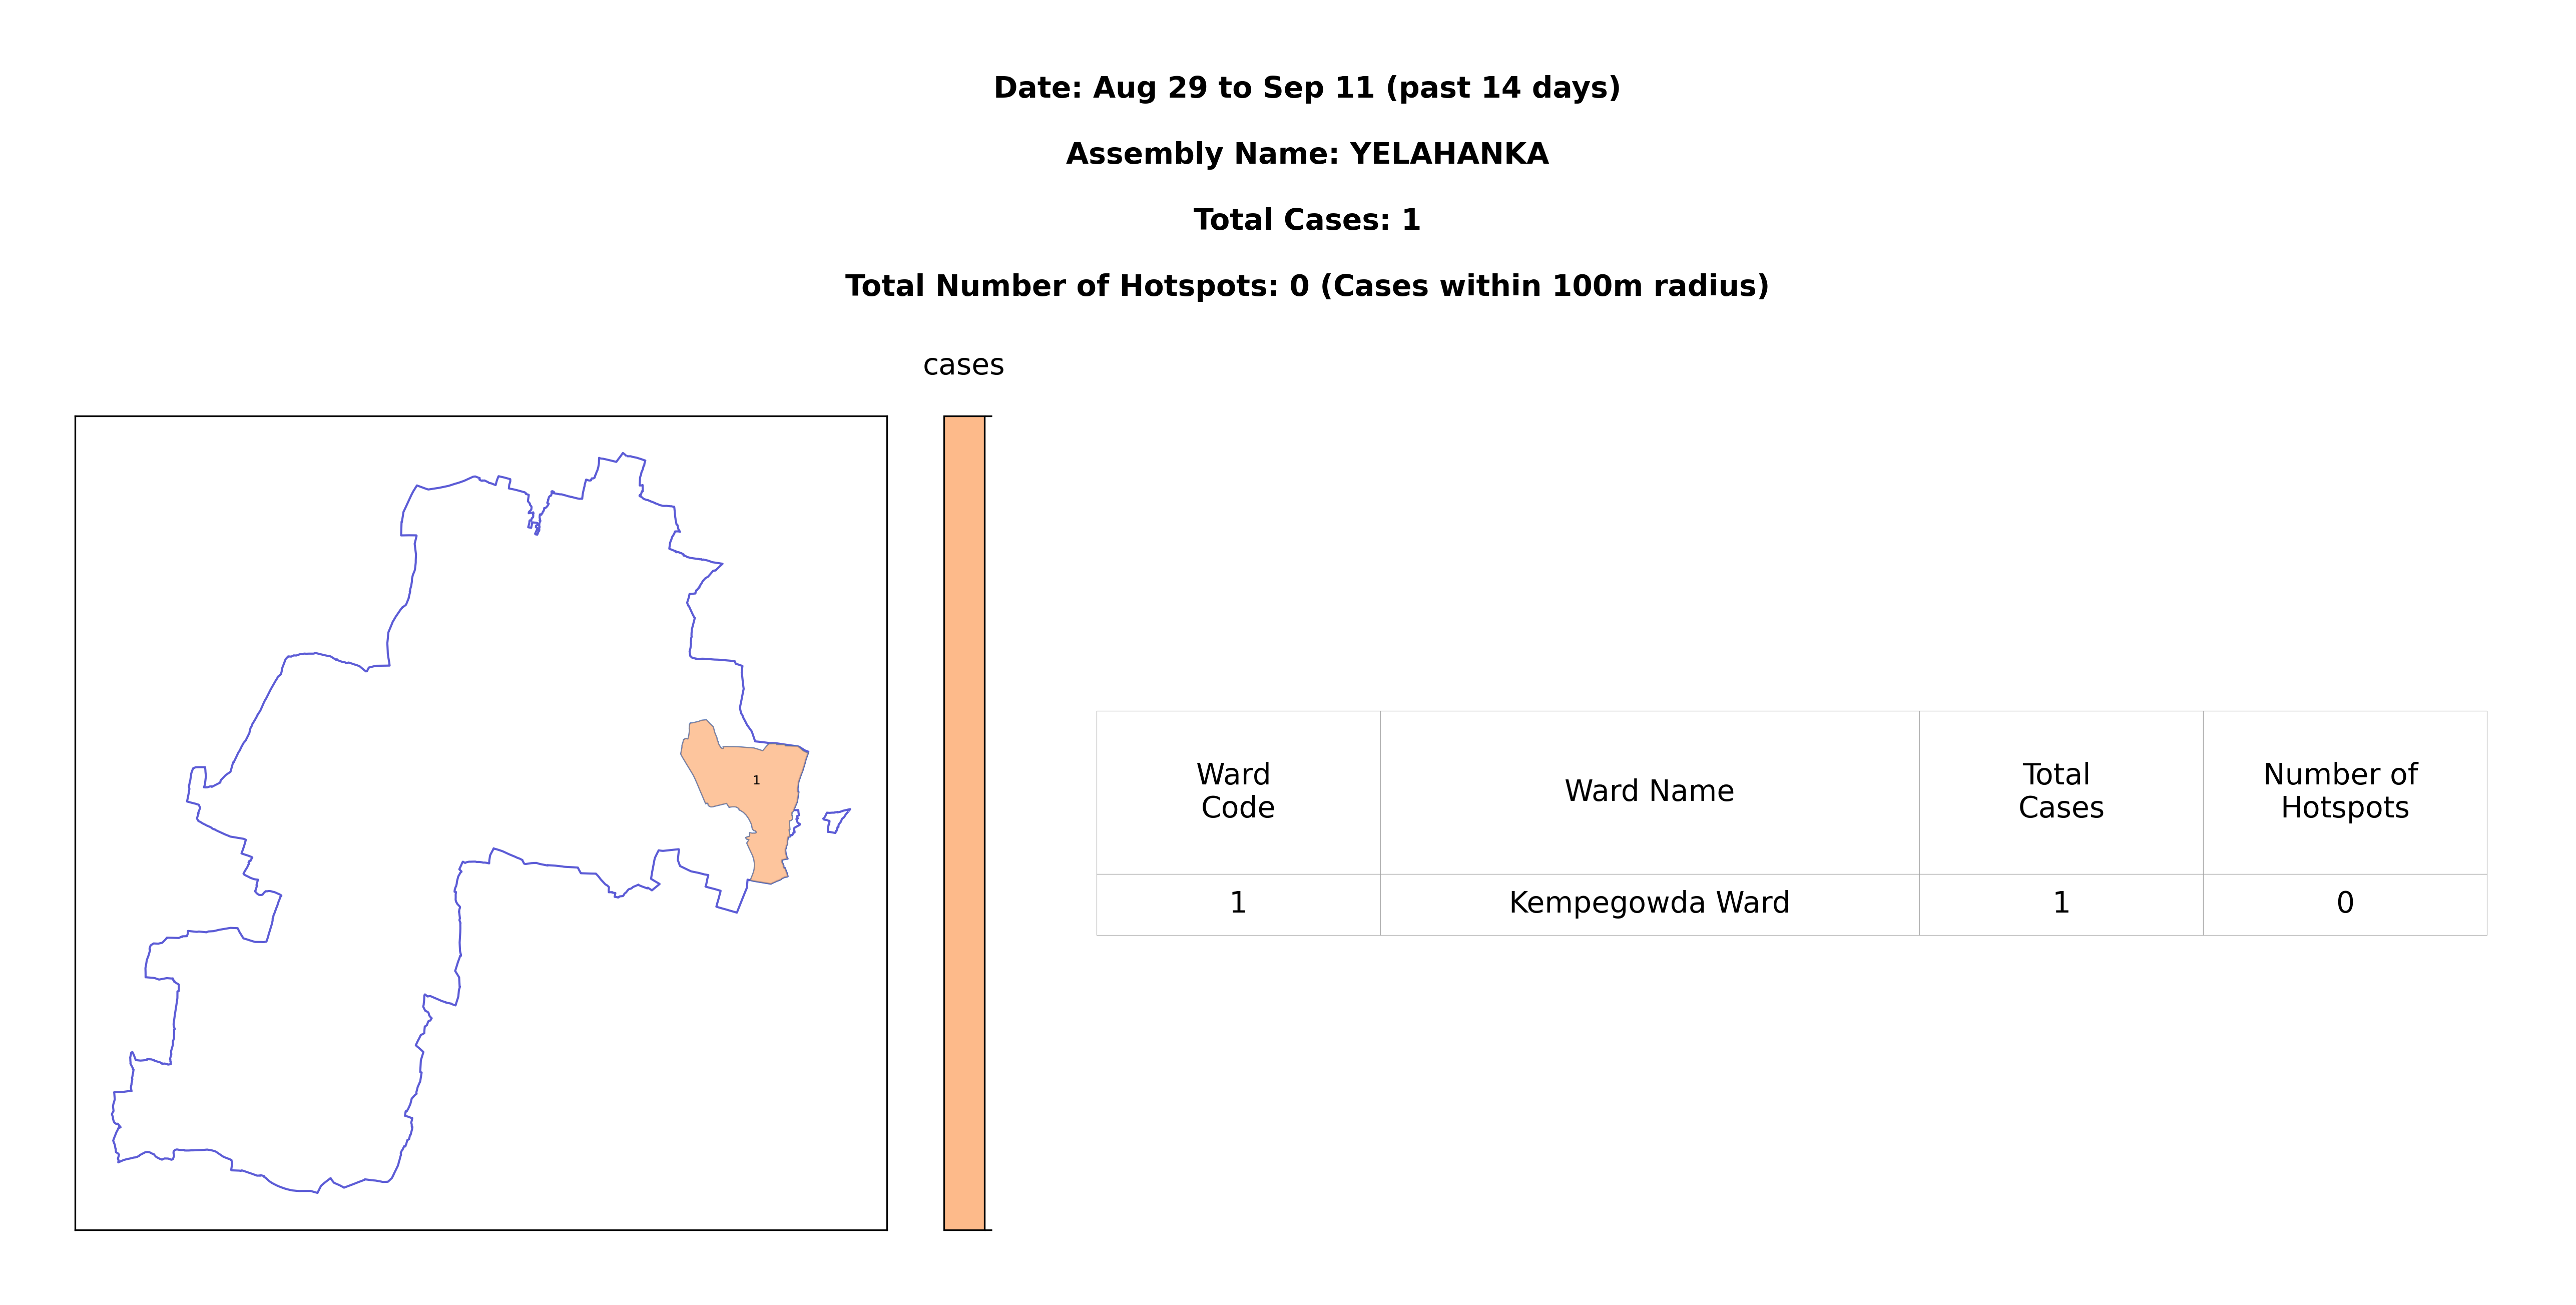 Date: Aug 29 to Sep 11 (past 14 days)
Assembly Name: YELAHANKA
Total Cases: 1
Total Number of Hotspots: 0 (Cases within 100m radius)
cases
1
Ward Code
Ward Name
Total Cases
Number of Hotspots
1
Kempegowda Ward
1
0